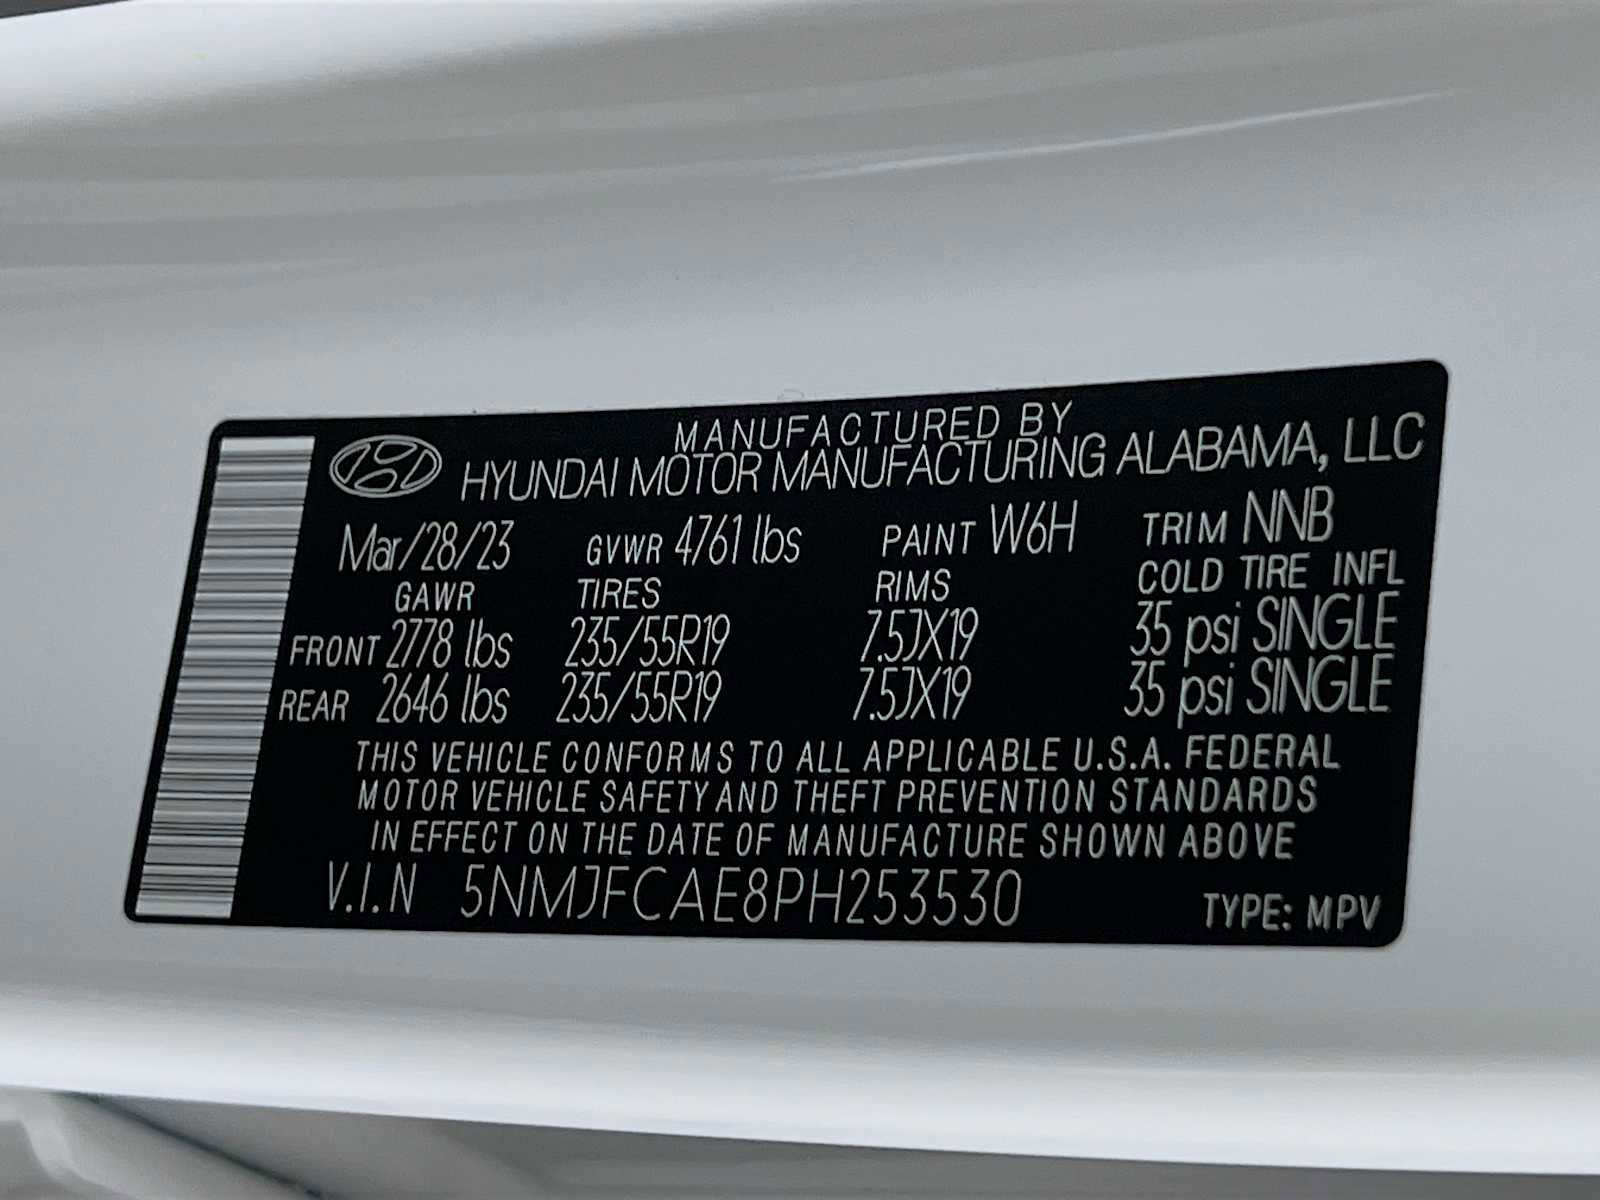 MANUFACTURED BY
HYUNDAI MOTOR MANUFACTURING ALABAMA, LLC
Mar/28/23 GVWR 4761 lbs PAINT W6H TRIM NNB
GAWR TIRES RIMS COLD TIRE INFL
FRONT 2778 lbs 235/55R19 7.5JX19 35 psi SINGLE
REAR 2646 lbs 235/55R19 7.5JX19 35 psi SINGLE
THIS VEHICLE CONFORMS TO ALL APPLICABLE U.S.A. FEDERAL
MOTOR VEHICLE SAFETY AND THEFT PREVENTION STANDARDS
IN EFFECT ON THE DATE OF MANUFACTURE SHOWN ABOVE
V.I.N 5NMJFCAE8PH253530 TYPE: MPV